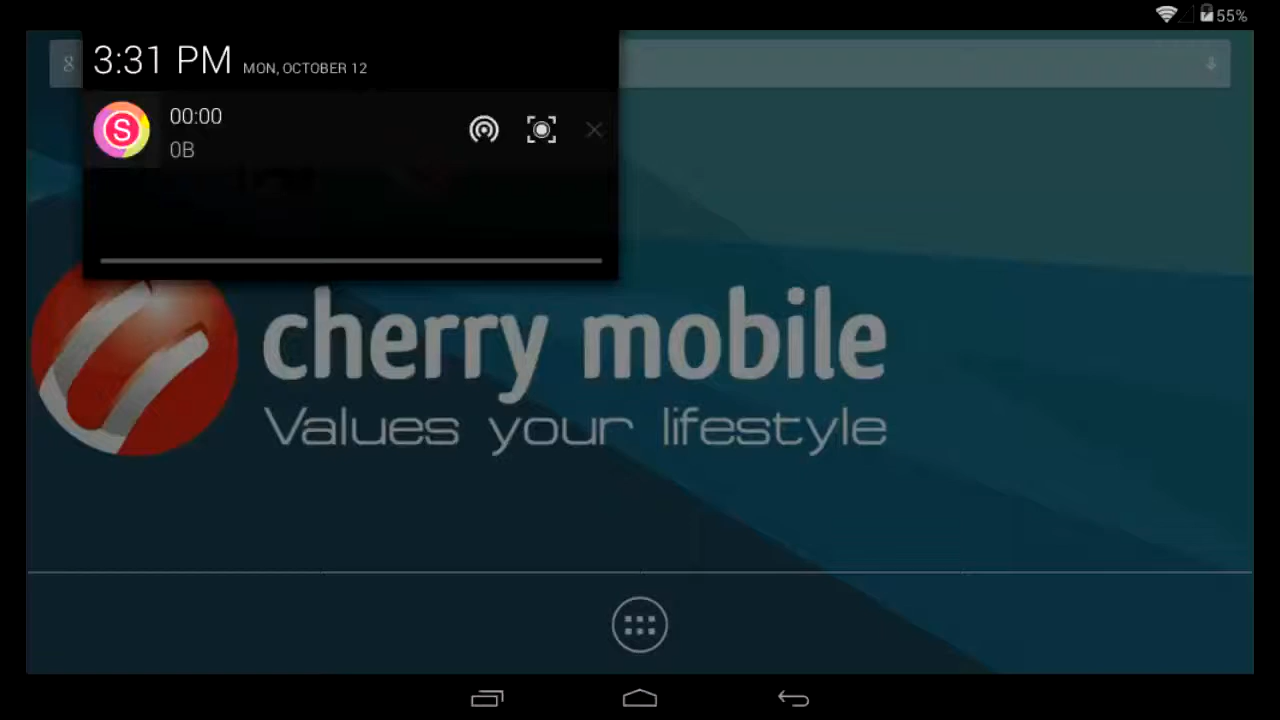 55%
3:31 PM MON, OCTOBER 12
g
S
00:00
0B
cherry mobile
Values your lifestyle